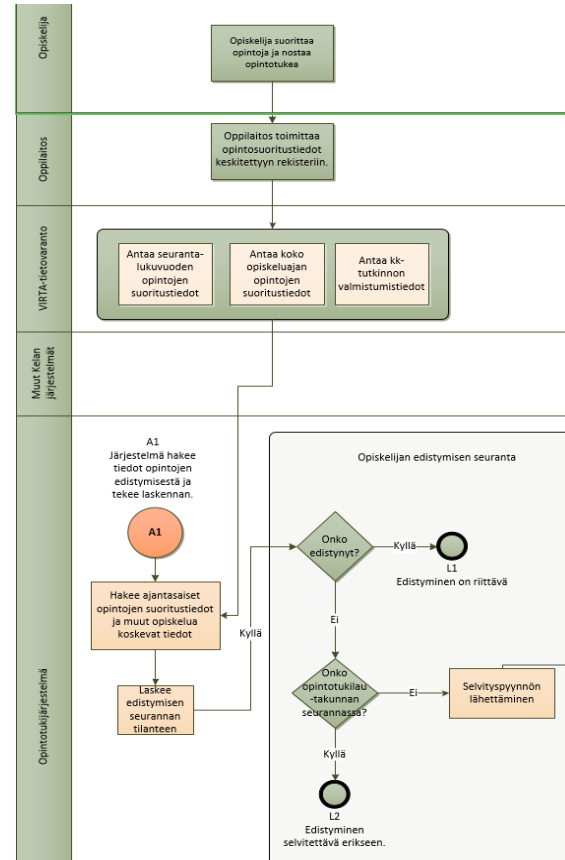 Opiskelija
Opiskelija suorittaa
opintoja ja nostaa
opintotukea
Oppilaitos
Oppilaitos toimittaa
opintosuoritustiedot
keskitettyyn rekisteriin.
VIRTA-tietovaranto
Antaa seuranta-
lukuvuoden
opintojen
suoritustiedot
Antaa koko
opiskeluajan
opintojen
suoritustiedot
Antaa kk-
tutkinnon
valmistumistiedot
Muut Kelan
järjestelmät
Opintotukijärjestelmä
A1
Järjestelmä hakee
tiedot opintojen
edistymisestä ja
tekee laskennan.
A1
Hakee ajantasaiset
opintojen suoritustiedot
ja muut opiskelua
koskevat tiedot
Laskee
edistymisen
seurannan
tilanteen
Kyllä
Opiskelijan edistymisen seuranta
Onko
edistynyt?
Kyllä
L1
Edistyminen on riittävä
Ei
Onko
opintotukilau
-takunnan
seurannassa?
Ei
Selvityspyynnön
lähettäminen
Kyllä
L2
Edistyminen
selvitettävä erikseen.